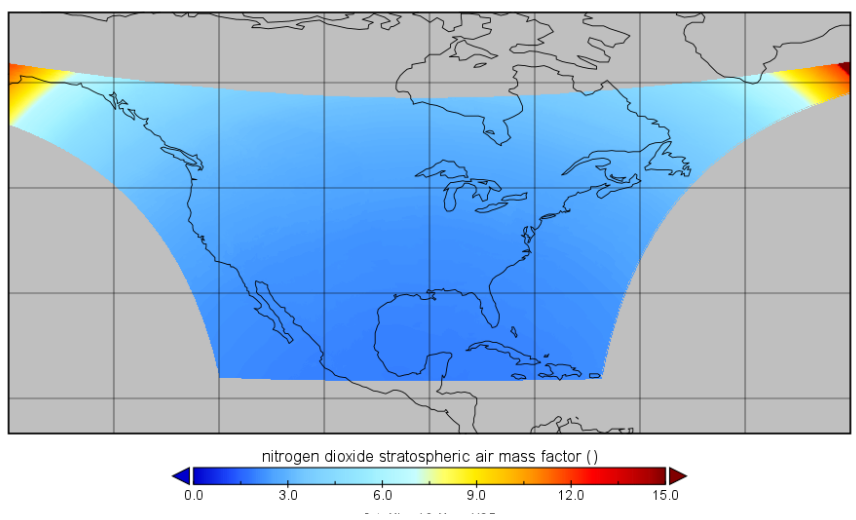 nitrogen dioxide stratospheric air mass factor ( )
0.0 3.0 6.0 9.0 12.0 15.0